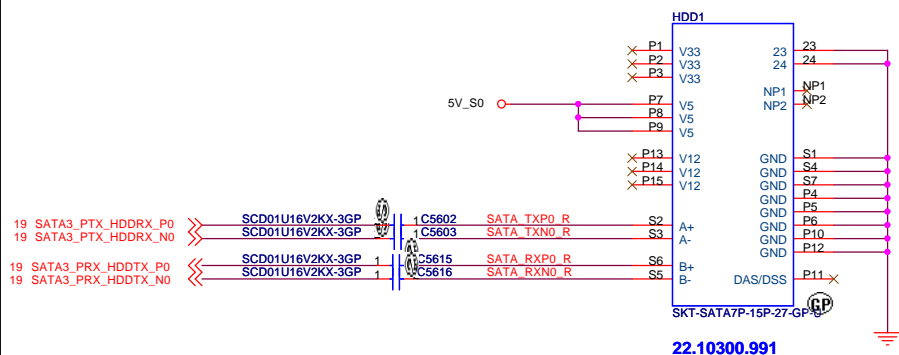 HDD1
P1 V33 23 23
P2 V33 24 24
P3 V33
NP1 NP1
5V_S0 P7 V5 NP2 NP2
P8 V5
P9 V5
P13 V12 GND S1
P14 V12 GND S4
P15 V12 GND S7
GND P4
GND P5
19 SATA3_PTX_HDDRX_P0 SCD01U16V2KX-3GP 1 C5602 SATA_TXP0_R S2 A+ GND P6
19 SATA3_PTX_HDDRX_N0 SCD01U16V2KX-3GP 1 C5603 SATA_TXN0_R S3 A- GND P10
GND P12
19 SATA3_PRX_HDDTX_P0 SCD01U16V2KX-3GP 1 C5615 SATA_RXP0_R S6 B+
19 SATA3_PRX_HDDTX_N0 SCD01U16V2KX-3GP 1 C5616 SATA_RXN0_R S5 B- DAS/DSS P11
GP
SKT-SATA7P-15P-27-GP-U
22.10300.991